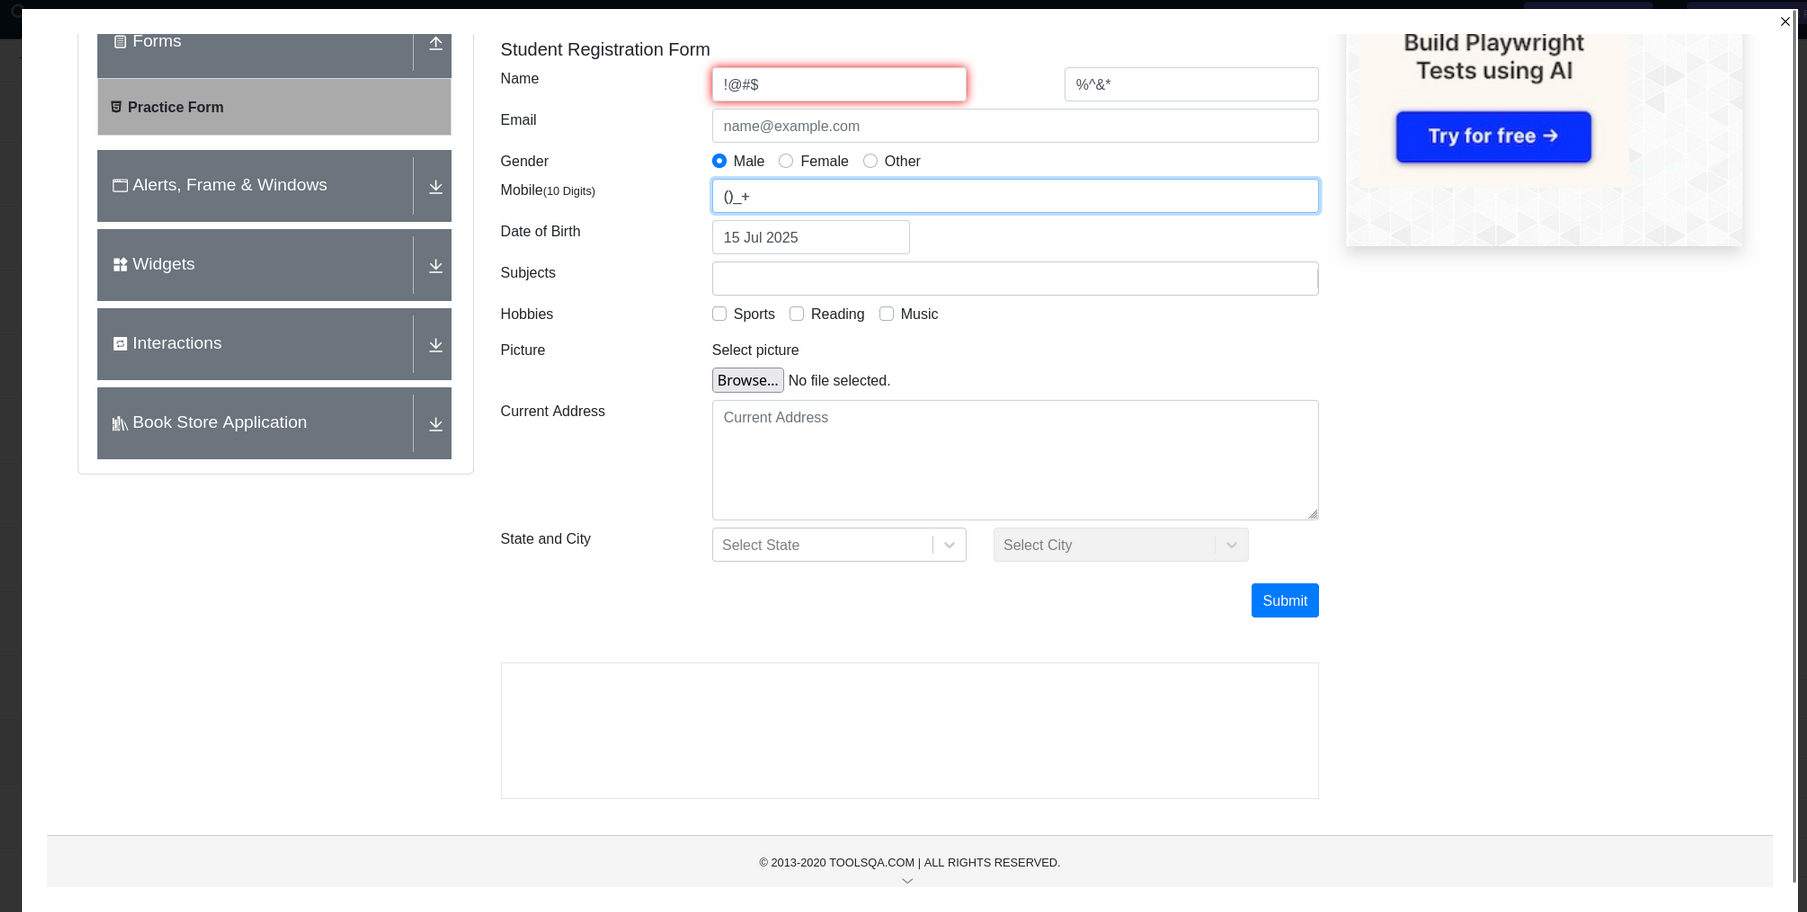 Forms
Practice Form
Alerts, Frame & Windows
Widgets
Interactions
Book Store Application
Student Registration Form
Name
!@#$
%^&*
Email
name@example.com
Gender
Male
Female
Other
Mobile(10 Digits)
()_+
Date of Birth
15 Jul 2025
Subjects
Hobbies
Sports
Reading
Music
Picture
Select picture
Browse...
No file selected.
Current Address
Current Address
State and City
Select State
Select City
Submit
Build Playwright
Tests using AI
Try for free →
© 2013-2020 TOOLSQA.COM | ALL RIGHTS RESERVED.